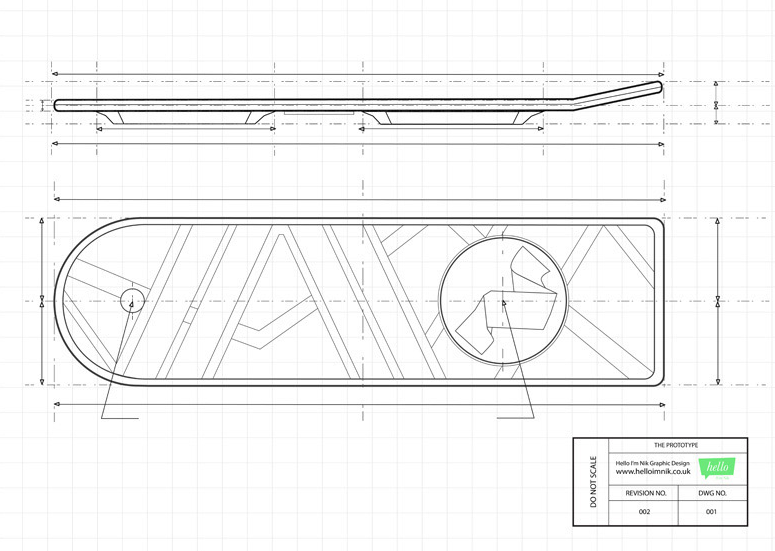 THE PROTOTYPE
DO NOT SCALE
Hello I'm Nik Graphic Design
www.helloimnik.co.uk
hello
REVISION NO.
DWG NO.
002
001